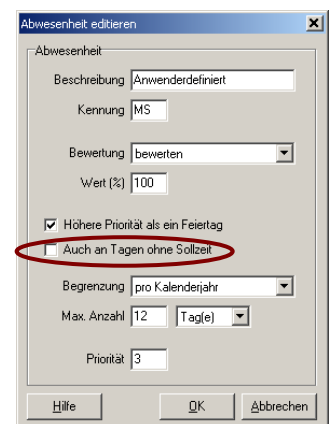 Abwesenheit editieren
Abwesenheit
Beschreibung Anwenderdefiniert
Kennung MS
Bewertung bewerten
Wert (%) 100
Höhere Priorität als ein Feiertag
Auch an Tagen ohne Sollzeit
Begrenzung pro Kalenderjahr
Max. Anzahl 12 Tag(e)
Priorität 3
Hilfe OK Abbrechen